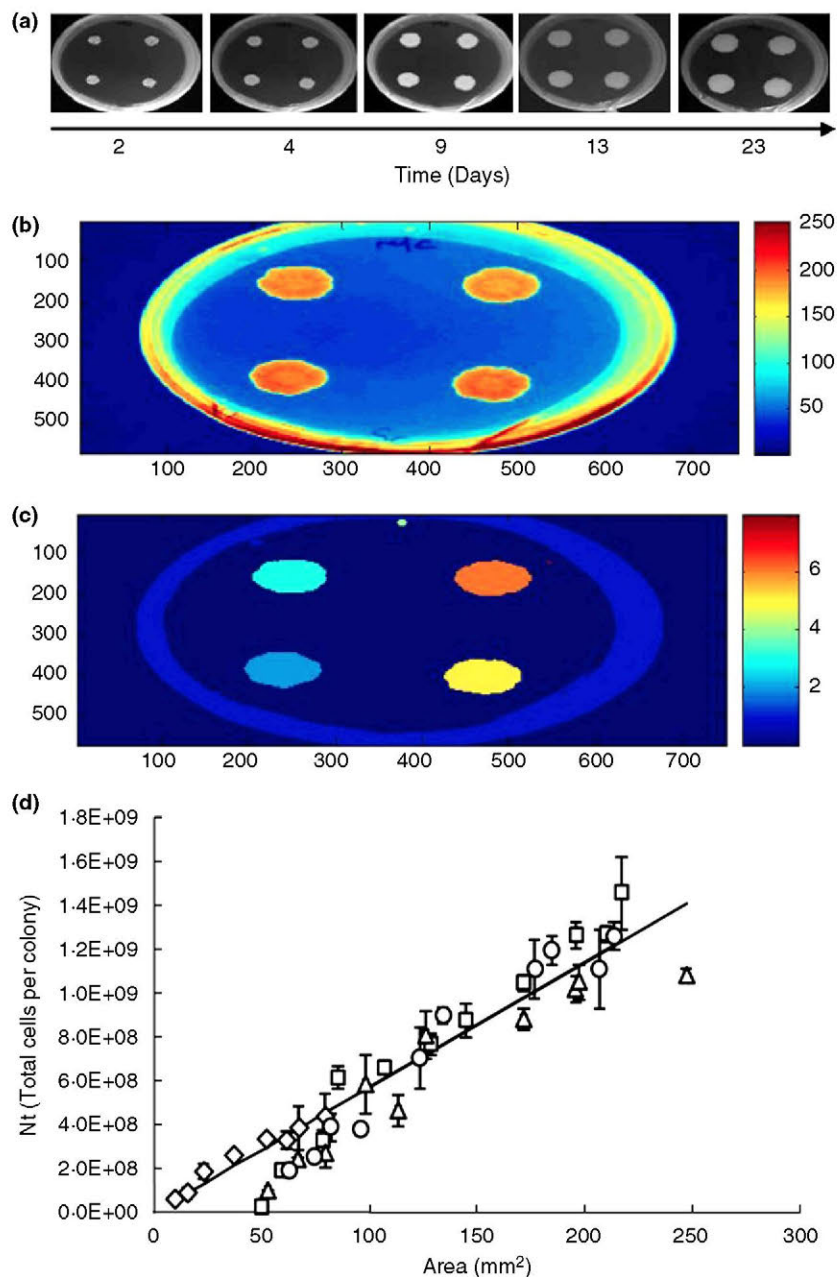 (a)
2 4 9 13 23
Time (Days)
(b)
250
100
200
200
150
300
100
400
50
500
100 200 300 400 500 600 700
(c)
100
6
200
300
4
400
2
500
100 200 300 400 500 600 700
(d)
1·8E+09
1·6E+09
1·4E+09
1·2E+09
1·0E+09
8·0E+08
6·0E+08
4·0E+08
2·0E+08
0·0E+00
Nt (Total cells per colony)
0 50 100 150 200 250 300
Area (mm²)